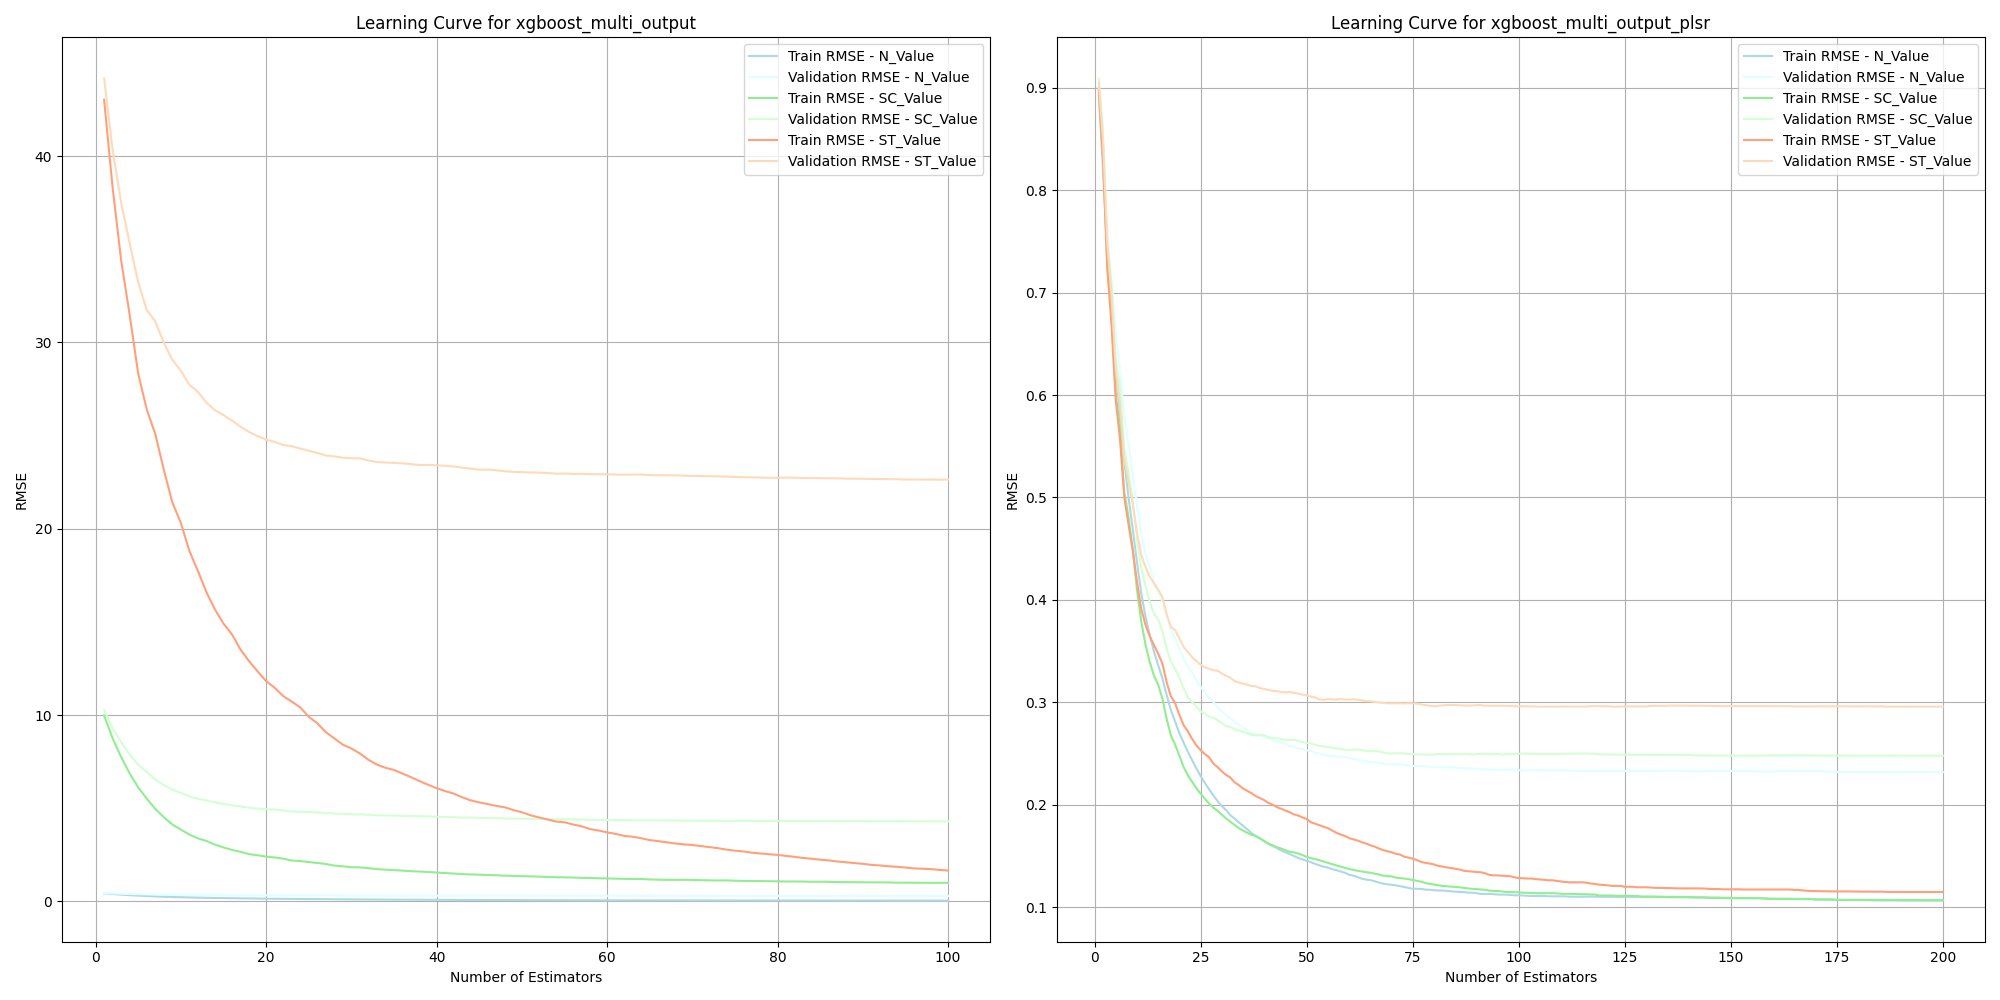 Learning Curve for xgboost_multi_output
Train RMSE - N_Value
Validation RMSE - N_Value
Train RMSE - SC_Value
Validation RMSE - SC_Value
Train RMSE - ST_Value
Validation RMSE - ST_Value
40
30
20
10
0
RMSE
0 20 40 60 80 100
Number of Estimators
Learning Curve for xgboost_multi_output_plsr
Train RMSE - N_Value
Validation RMSE - N_Value
Train RMSE - SC_Value
Validation RMSE - SC_Value
Train RMSE - ST_Value
Validation RMSE - ST_Value
0.9
0.8
0.7
0.6
0.5
0.4
0.3
0.2
0.1
RMSE
0 25 50 75 100 125 150 175 200
Number of Estimators